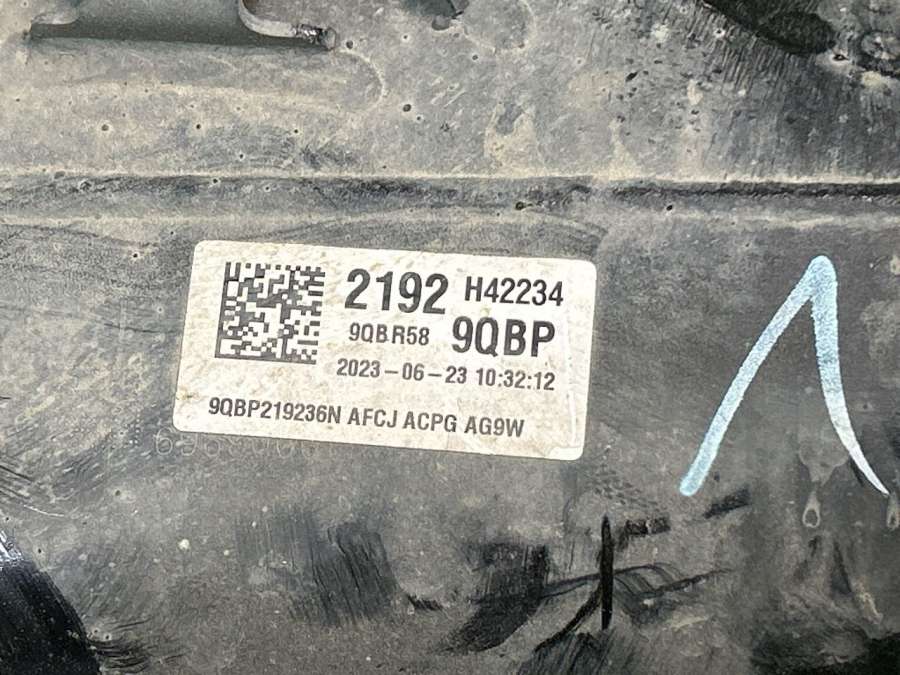 2192 H42234
9QBR58 9QBP
2023-06-23 10:32:12
9QBP219236N AFCJ ACPG AG9W